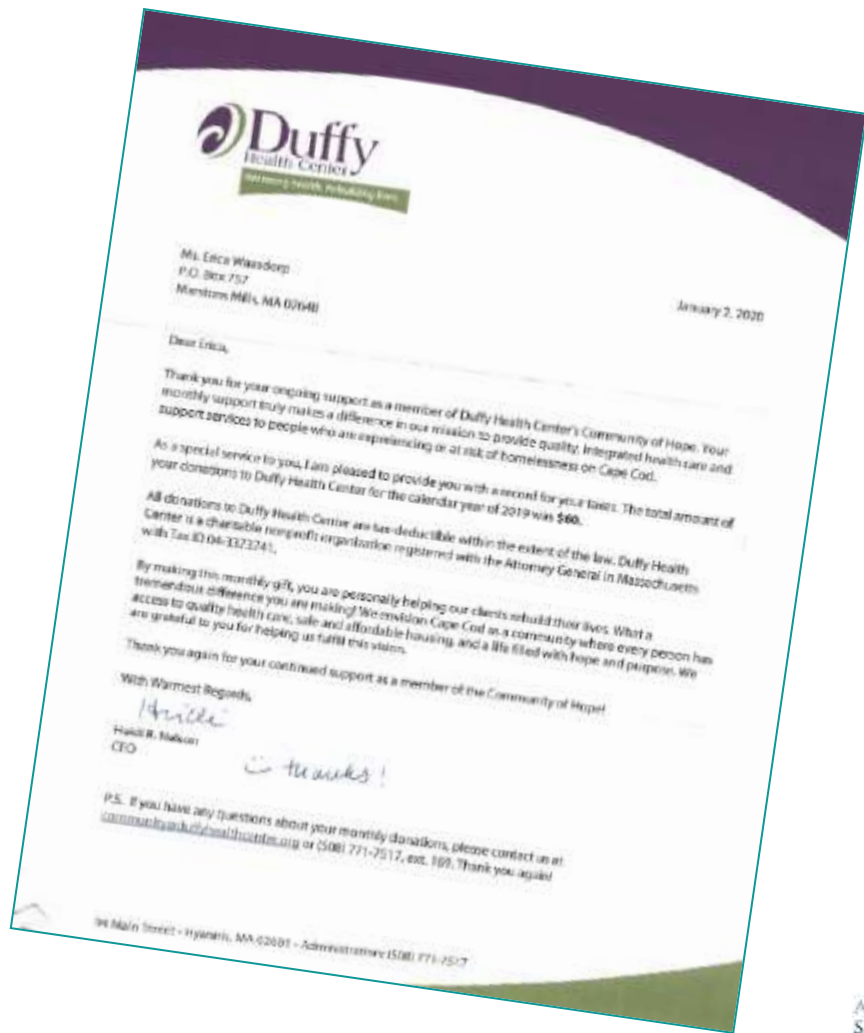 Duffy
Health Center
Ms. Erica Waasdorp
P.O. Box 757
Marstons Mills, MA 02648
January 2, 2020
Dear Erica,
Thank you for your ongoing support as a member of Duffy Health Center's Community of Hope. Your
monthly support truly makes a difference in our mission to provide quality, integrated health care and
support services to people who are experiencing or at risk of homelessness on Cape Cod.
As a special service to you, I am pleased to provide you with a record for your taxes. The total amount of
your donations to Duffy Health Center for the calendar year of 2019 was $60.
All donations to Duffy Health Center are tax-deductible within the extent of the law. Duffy Health
Center is a charitable nonprofit organization registered with the Attorney General in Massachusetts
with Tax ID 04-3323241.
By making this monthly gift, you are personally helping our clients rebuild their lives. What a
tremendous difference you are making! We envision Cape Cod as a community where every person has
access to quality health care, safe and affordable housing, and a life filled with hope and purpose. We
are grateful to you for helping us fulfill this vision.
Thank you again for your continued support as a member of the Community of Hope!
With Warmest Regards,
Heidi
Heidi R. Nelson
CEO
thanks!
P.S. If you have any questions about your monthly donations, please contact us at
community@duffyhealthcenter.org or (508) 771-7517, ext. 169. Thank you again!
Main Street • Hyannis, MA 02601 • Administration: (508) 771-7517
A
S